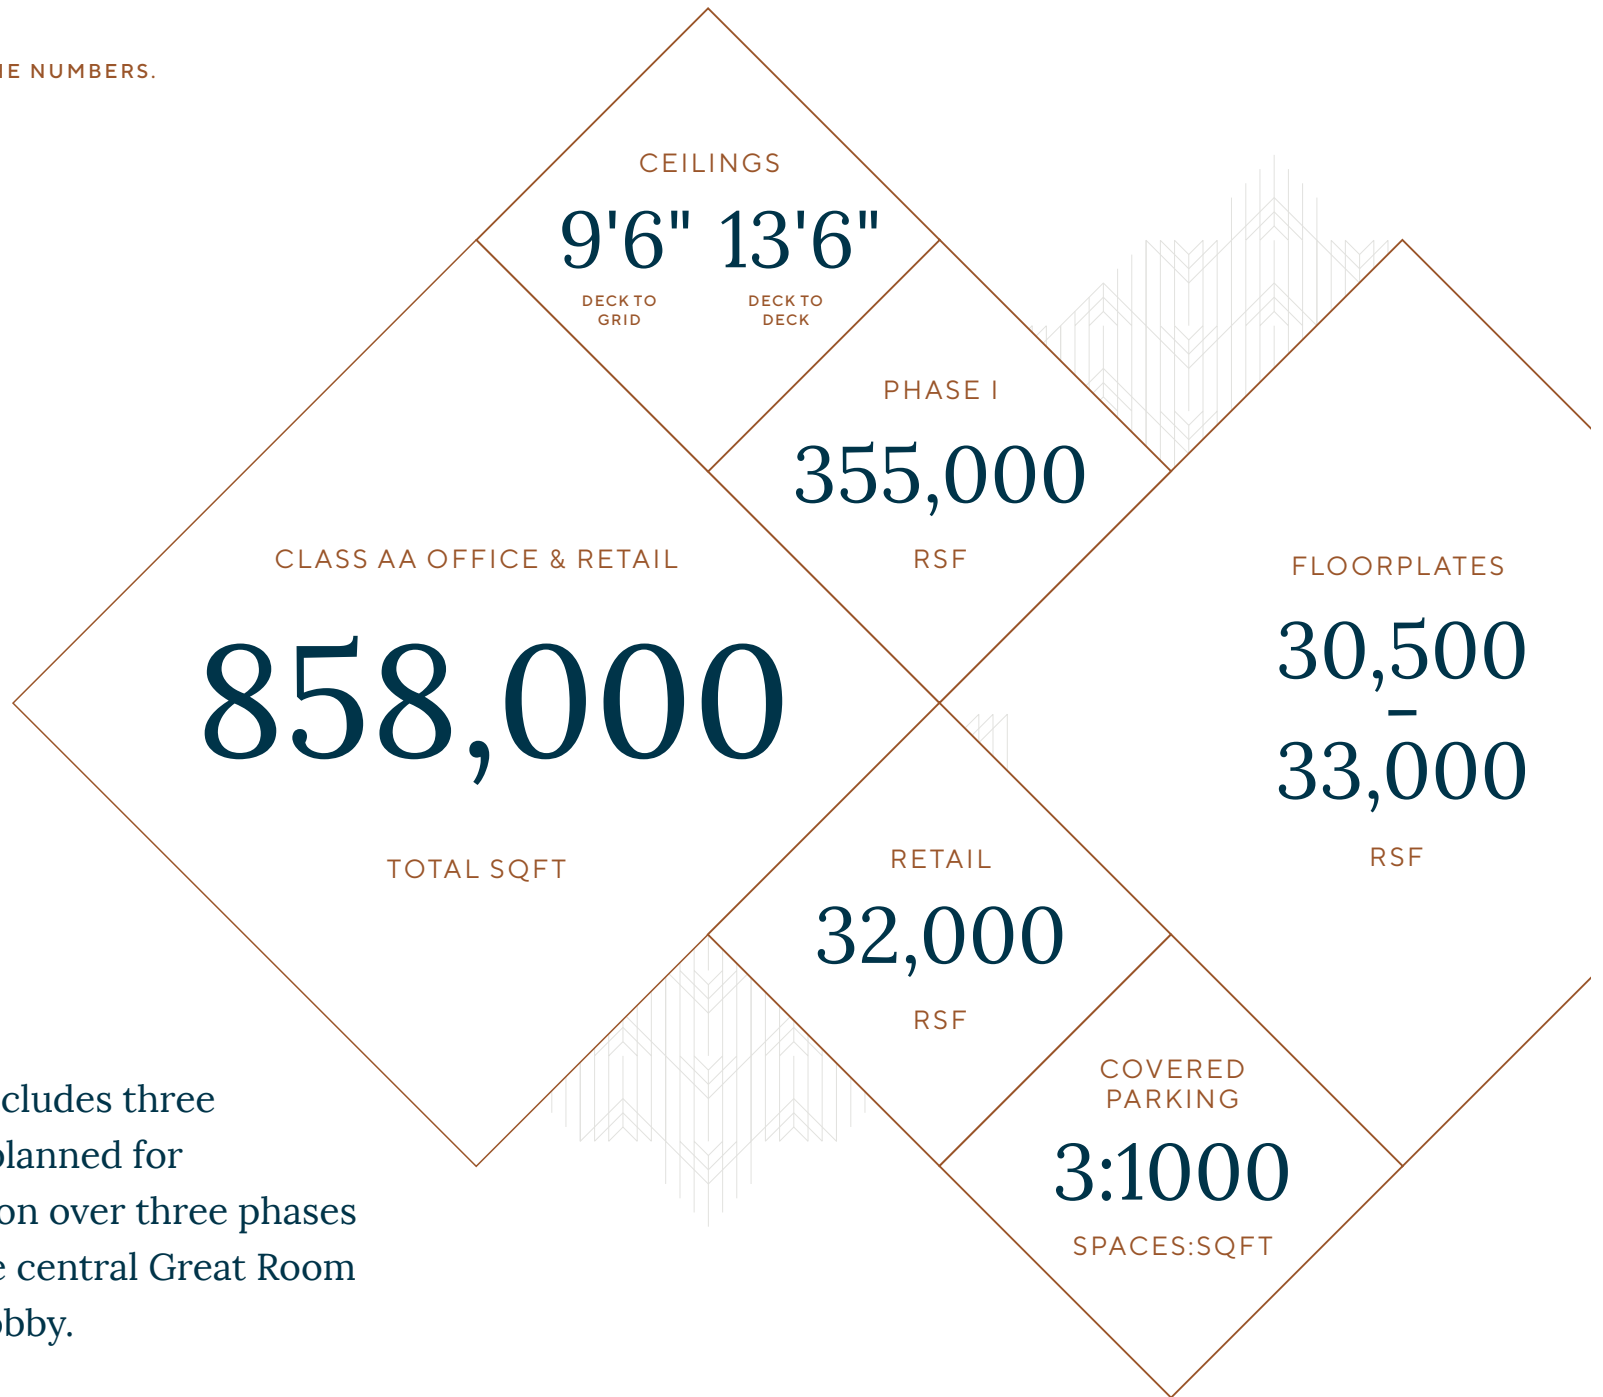 NUMBERS.
CEILINGS
9'6" 13'6"
DECK TO
GRID
DECK TO
DECK
PHASE I
355,000
RSF
CLASS AA OFFICE & RETAIL
858,000
TOTAL SQFT
FLOORPLATES
30,500
–
33,000
RSF
RETAIL
32,000
RSF
COVERED
PARKING
3:1000
SPACES:SQFT
cludes three
planned for
on over three phases
e central Great Room
obby.